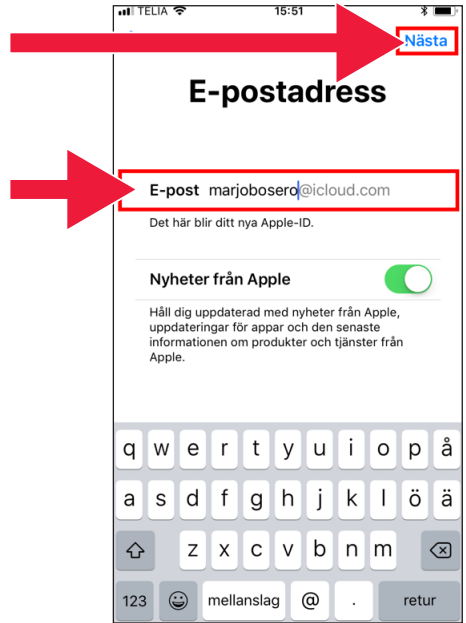 TELIA 15:51
Nästa
E-postadress
E-post marjobosero@icloud.com
Det här blir ditt nya Apple-ID.
Nyheter från Apple
Håll dig uppdaterad med nyheter från Apple,
uppdateringar för appar och den senaste
informationen om produkter och tjänster från
Apple.
q w e r t y u i o p å
a s d f g h j k l ö ä
z x c v b n m
123 mellanslag @ . retur